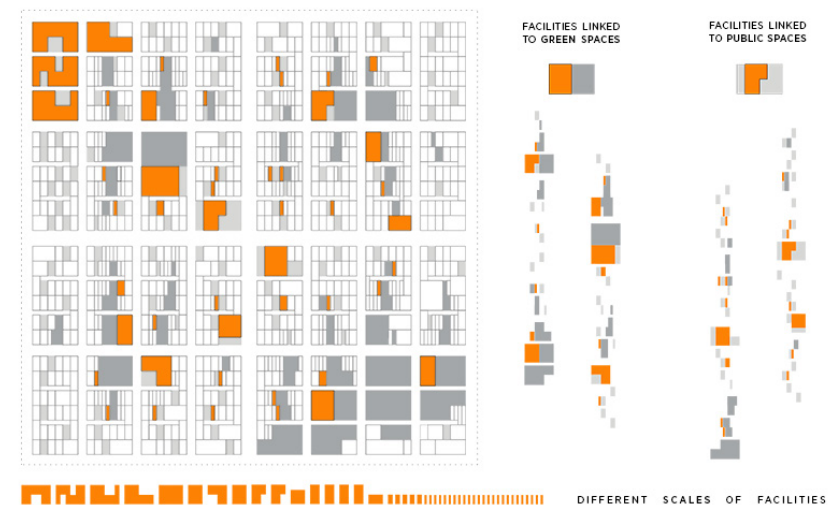 FACILITIES LINKED
TO GREEN SPACES
FACILITIES LINKED
TO PUBLIC SPACES
DIFFERENT SCALES OF FACILITIES